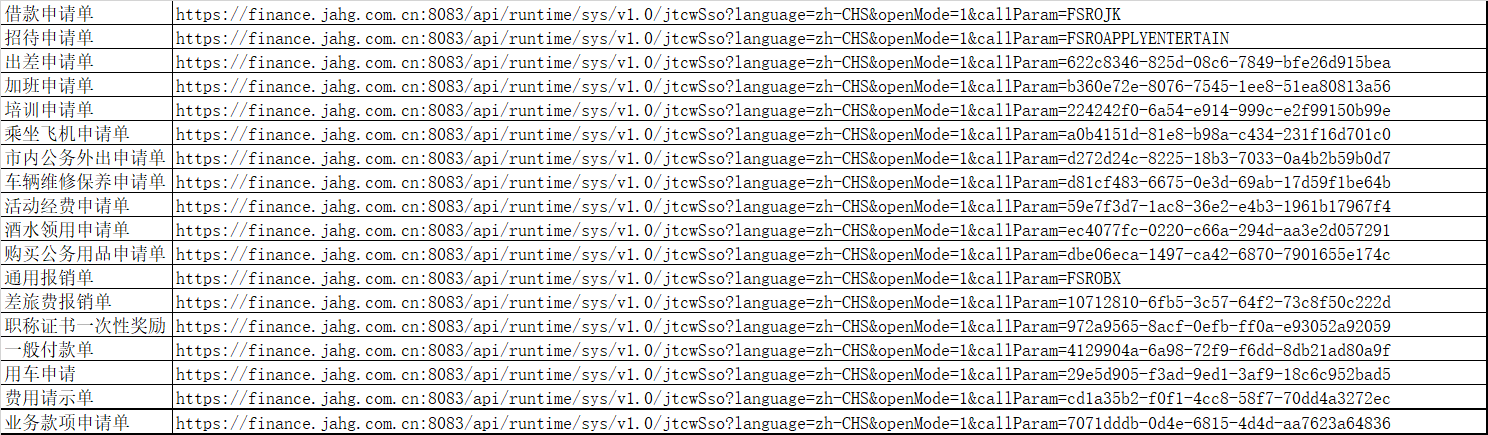 借款申请单 https://finance.jahg.com.cn:8083/api/runtime/sys/v1.0/jtcwSso?language=zh-CHS&openMode=1&callParam=FSROJK
招待申请单 https://finance.jahg.com.cn:8083/api/runtime/sys/v1.0/jtcwSso?language=zh-CHS&openMode=1&callParam=FSROAPPLYENTERTAIN
出差申请单 https://finance.jahg.com.cn:8083/api/runtime/sys/v1.0/jtcwSso?language=zh-CHS&openMode=1&callParam=622c8346-825d-08c6-7849-bfe26d915bea
加班申请单 https://finance.jahg.com.cn:8083/api/runtime/sys/v1.0/jtcwSso?language=zh-CHS&openMode=1&callParam=b360e72e-8076-7545-1ee8-51ea80813a56
培训申请单 https://finance.jahg.com.cn:8083/api/runtime/sys/v1.0/jtcwSso?language=zh-CHS&openMode=1&callParam=224242f0-6a54-e914-999c-e2f99150b99e
乘坐飞机申请单 https://finance.jahg.com.cn:8083/api/runtime/sys/v1.0/jtcwSso?language=zh-CHS&openMode=1&callParam=a0b4151d-81e8-b98a-c434-231f16d701c0
市内公务外出申请单 https://finance.jahg.com.cn:8083/api/runtime/sys/v1.0/jtcwSso?language=zh-CHS&openMode=1&callParam=d272d24c-8225-18b3-7033-0a4b2b59b0d7
车辆维修保养申请单 https://finance.jahg.com.cn:8083/api/runtime/sys/v1.0/jtcwSso?language=zh-CHS&openMode=1&callParam=d81cf483-6675-0e3d-69ab-17d59f1be64b
活动经费申请单 https://finance.jahg.com.cn:8083/api/runtime/sys/v1.0/jtcwSso?language=zh-CHS&openMode=1&callParam=59e7f3d7-1ac8-36e2-e4b3-1961b17967f4
酒水领用申请单 https://finance.jahg.com.cn:8083/api/runtime/sys/v1.0/jtcwSso?language=zh-CHS&openMode=1&callParam=ec4077fc-0220-c66a-294d-aa3e2d057291
购买公务用品申请单 https://finance.jahg.com.cn:8083/api/runtime/sys/v1.0/jtcwSso?language=zh-CHS&openMode=1&callParam=dbe06eca-1497-ca42-6870-7901655e174c
通用报销单 https://finance.jahg.com.cn:8083/api/runtime/sys/v1.0/jtcwSso?language=zh-CHS&openMode=1&callParam=FSROBX
差旅费报销单 https://finance.jahg.com.cn:8083/api/runtime/sys/v1.0/jtcwSso?language=zh-CHS&openMode=1&callParam=10712810-6fb5-3c57-64f2-73c8f50c222d
职称证书一次性奖励 https://finance.jahg.com.cn:8083/api/runtime/sys/v1.0/jtcwSso?language=zh-CHS&openMode=1&callParam=972a9565-8acf-0efb-ff0a-e93052a92059
一般付款单 https://finance.jahg.com.cn:8083/api/runtime/sys/v1.0/jtcwSso?language=zh-CHS&openMode=1&callParam=4129904a-6a98-72f9-f6dd-8db21ad80a9f
用车申请 https://finance.jahg.com.cn:8083/api/runtime/sys/v1.0/jtcwSso?language=zh-CHS&openMode=1&callParam=29e5d905-f3ad-9ed1-3af9-18c6c952bad5
费用请示单 https://finance.jahg.com.cn:8083/api/runtime/sys/v1.0/jtcwSso?language=zh-CHS&openMode=1&callParam=cd1a35b2-f0f1-4cc8-58f7-70dd4a3272ec
业务款项申请单 https://finance.jahg.com.cn:8083/api/runtime/sys/v1.0/jtcwSso?language=zh-CHS&openMode=1&callParam=7071dddb-0d4e-6815-4d4d-aa7623a64836